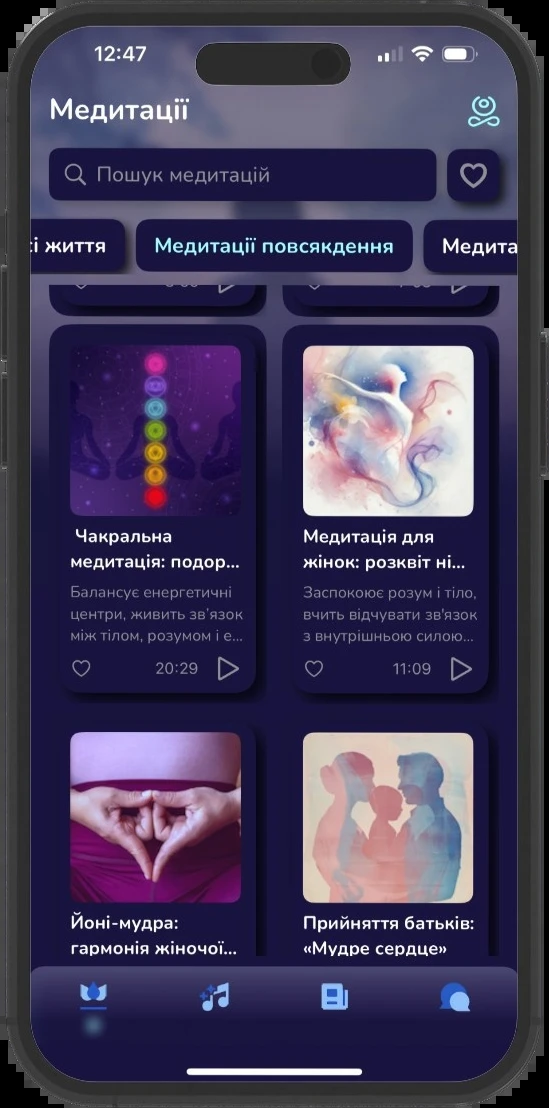 12:47
Медитації
Пошук медитацій
сі життя
Медитації повсякдення
Медита
Чакральна
медитація: подор...
Балансує енергетичні
центри, живить зв’язок
між тілом, розумом і е...
20:29
Медитація для
жінок: розквіт ні...
Заспокоює розум і тіло,
вчить відчувати зв'язок
з внутрішньою силою...
11:09
Йоні-мудра:
гармонія жіночої...
Прийняття батьків:
«Мудре сердце»